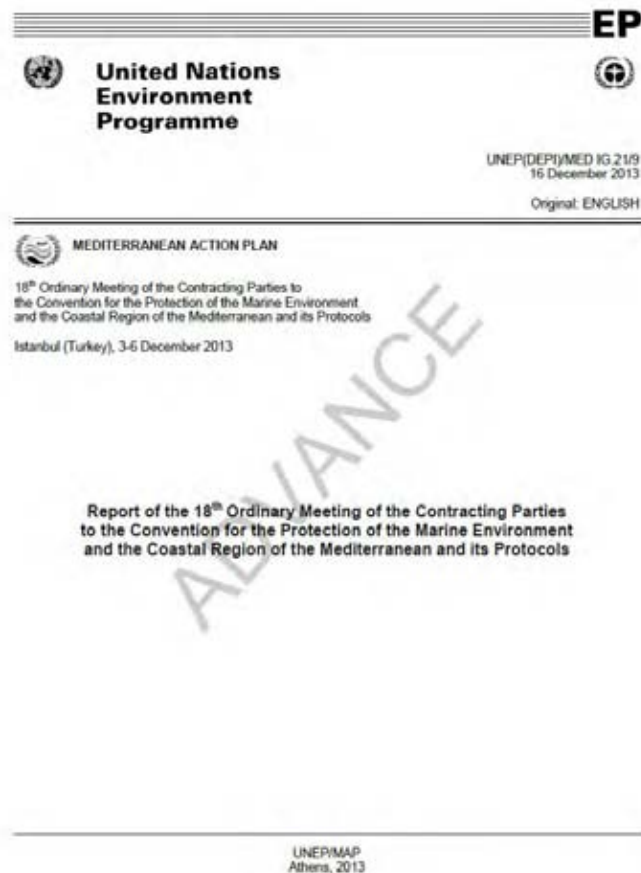 EP
United Nations
Environment
Programme
UNEP(DEPI)/MED IG.21/9
16 December 2013
Original: ENGLISH
MEDITERRANEAN ACTION PLAN
18th Ordinary Meeting of the Contracting Parties to
the Convention for the Protection of the Marine Environment
and the Coastal Region of the Mediterranean and its Protocols
Istanbul (Turkey), 3-6 December 2013
ADVANCE
Report of the 18th Ordinary Meeting of the Contracting Parties
to the Convention for the Protection of the Marine Environment
and the Coastal Region of the Mediterranean and its Protocols
UNEP/MAP
Athens, 2013